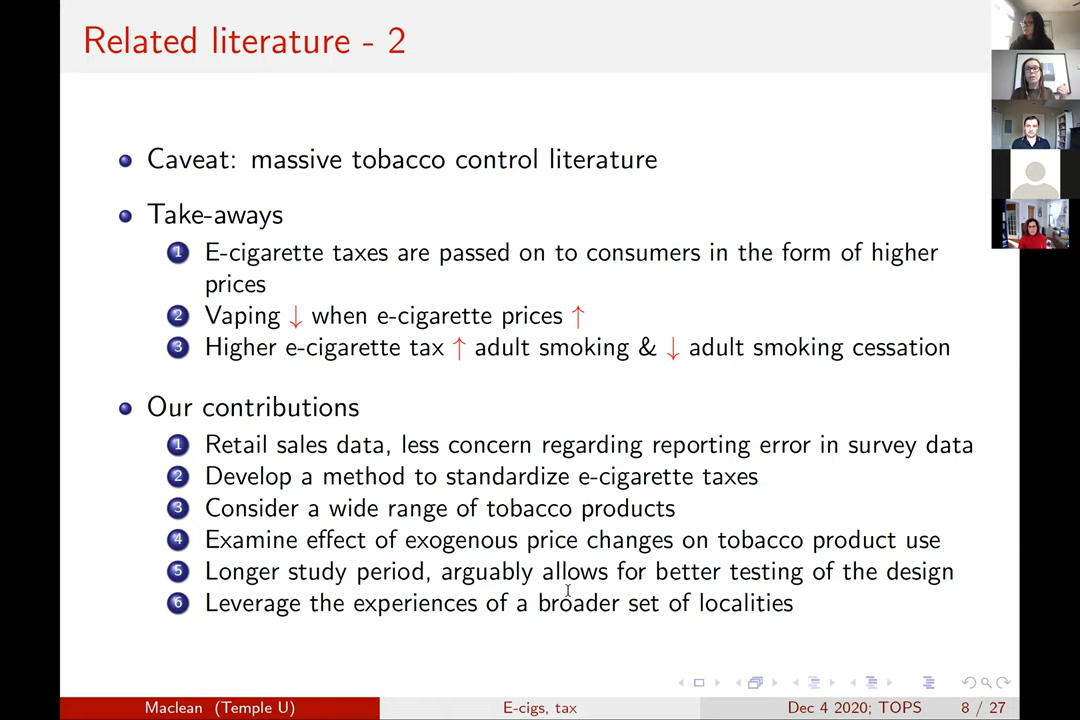 Related literature - 2
Caveat: massive tobacco control literature
Take-aways
1 E-cigarette taxes are passed on to consumers in the form of higher
prices
2 Vaping ↓ when e-cigarette prices ↑
3 Higher e-cigarette tax ↑ adult smoking & ↓ adult smoking cessation
Our contributions
1 Retail sales data, less concern regarding reporting error in survey data
2 Develop a method to standardize e-cigarette taxes
3 Consider a wide range of tobacco products
4 Examine effect of exogenous price changes on tobacco product use
5 Longer study period, arguably allows for better testing of the design
6 Leverage the experiences of a broader set of localities
Maclean (Temple U) E-cigs, tax Dec 4 2020; TOPS 8 / 27